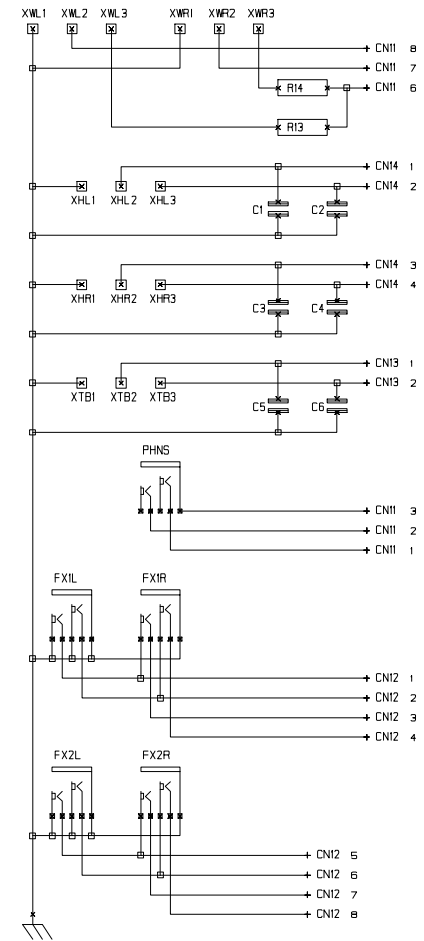 XWL1 XWL2 XWL3 XWR1 XWR2 XWR3
CN11 8
CN11 7
R14 CN11 6
R13
CN14 1
CN14 2
XHL1 XHL2 XHL3 C1 C2
CN14 3
CN14 4
XHR1 XHR2 XHR3 C3 C4
CN13 1
CN13 2
XTB1 XTB2 XTB3 C5 C6
PHNS
CN11 3
CN11 2
CN11 1
FX1L FX1R
CN12 1
CN12 2
CN12 3
CN12 4
FX2L FX2R
CN12 5
CN12 6
CN12 7
CN12 8